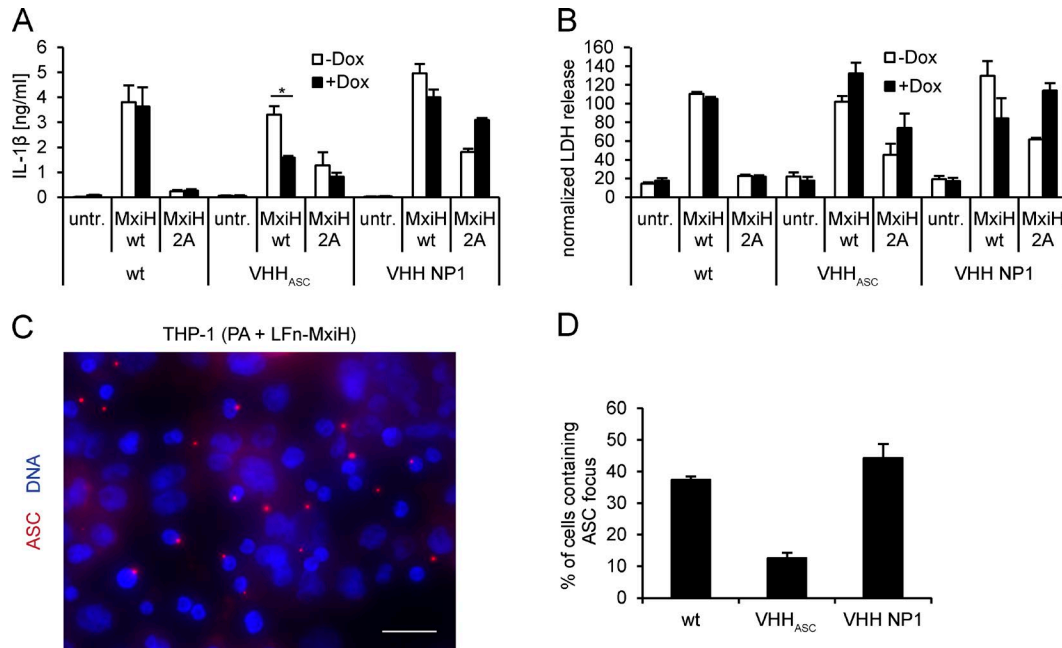 A
IL-1β [ng/ml]
6
5
4
3
2
1
0
-Dox
+Dox
*
untr. MxiH wt MxiH 2A untr. MxiH wt MxiH 2A untr. MxiH wt MxiH 2A
wt VHHASC VHH NP1
B
normalized LDH release
160
140
120
100
80
60
40
20
0
-Dox
+Dox
untr. MxiH wt MxiH 2A untr. MxiH wt MxiH 2A untr. MxiH wt MxiH 2A
wt VHHASC VHH NP1
C
THP-1 (PA + LFn-MxiH)
ASC DNA
D
% of cells containing
ASC focus
60
50
40
30
20
10
0
wt VHHASC VHH NP1